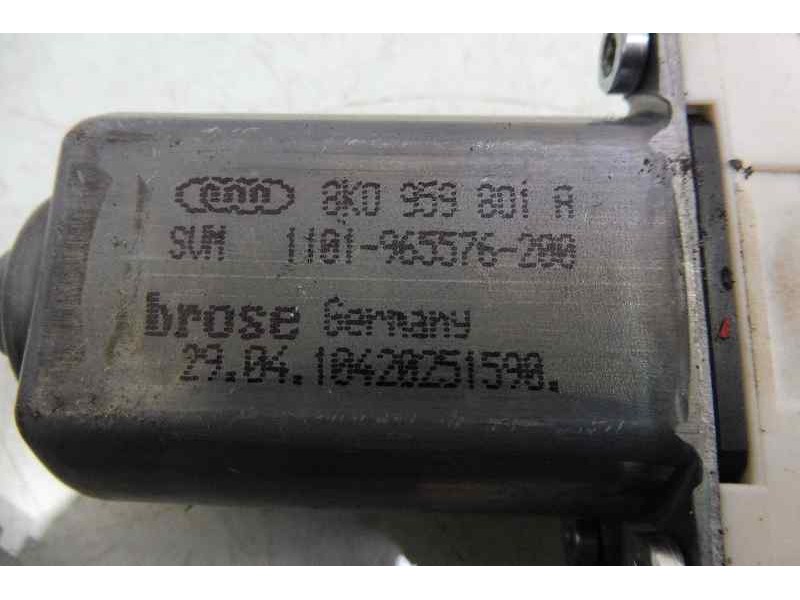 8K0 959 801 A
SVM 1101-965576-200
brose Germany
29.04.10420251590.